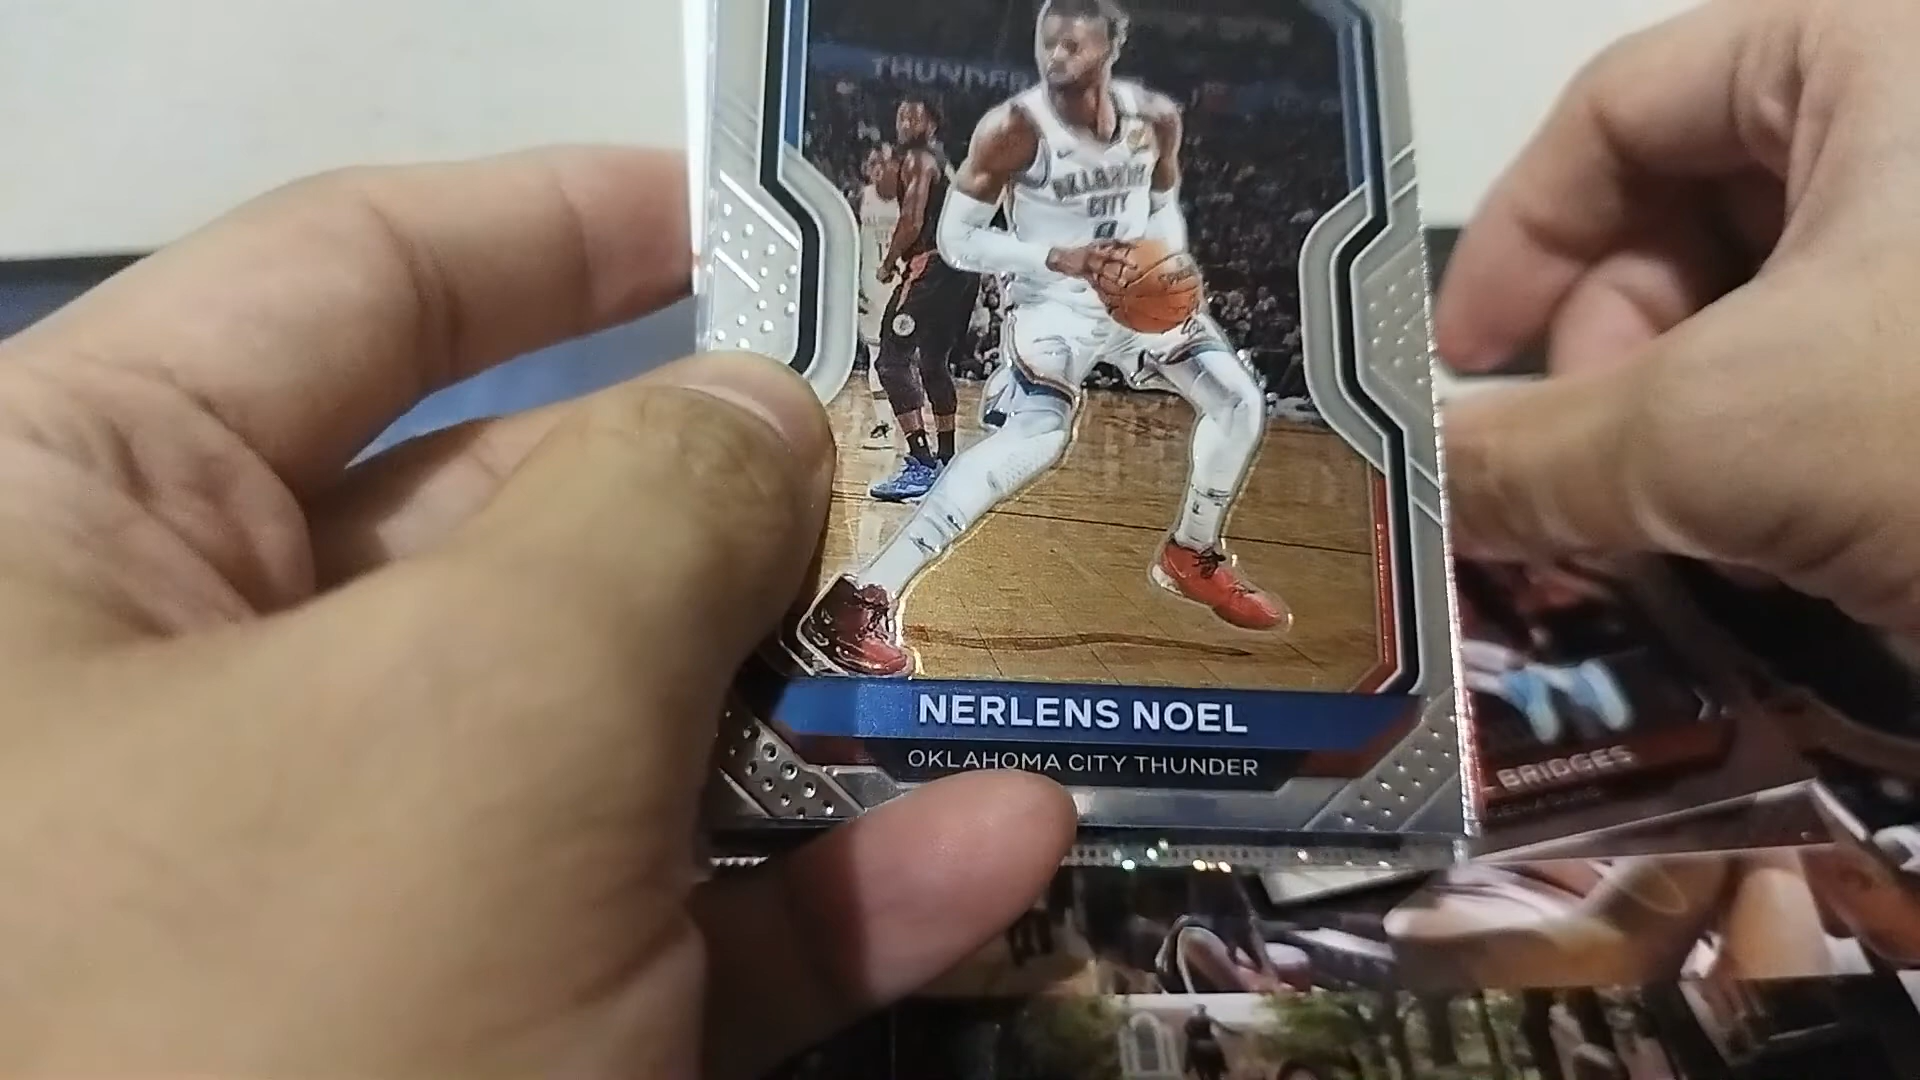 THUNDER
OKLAHOMA
CITY
NERLENS NOEL
OKLAHOMA CITY THUNDER
BRIDGES